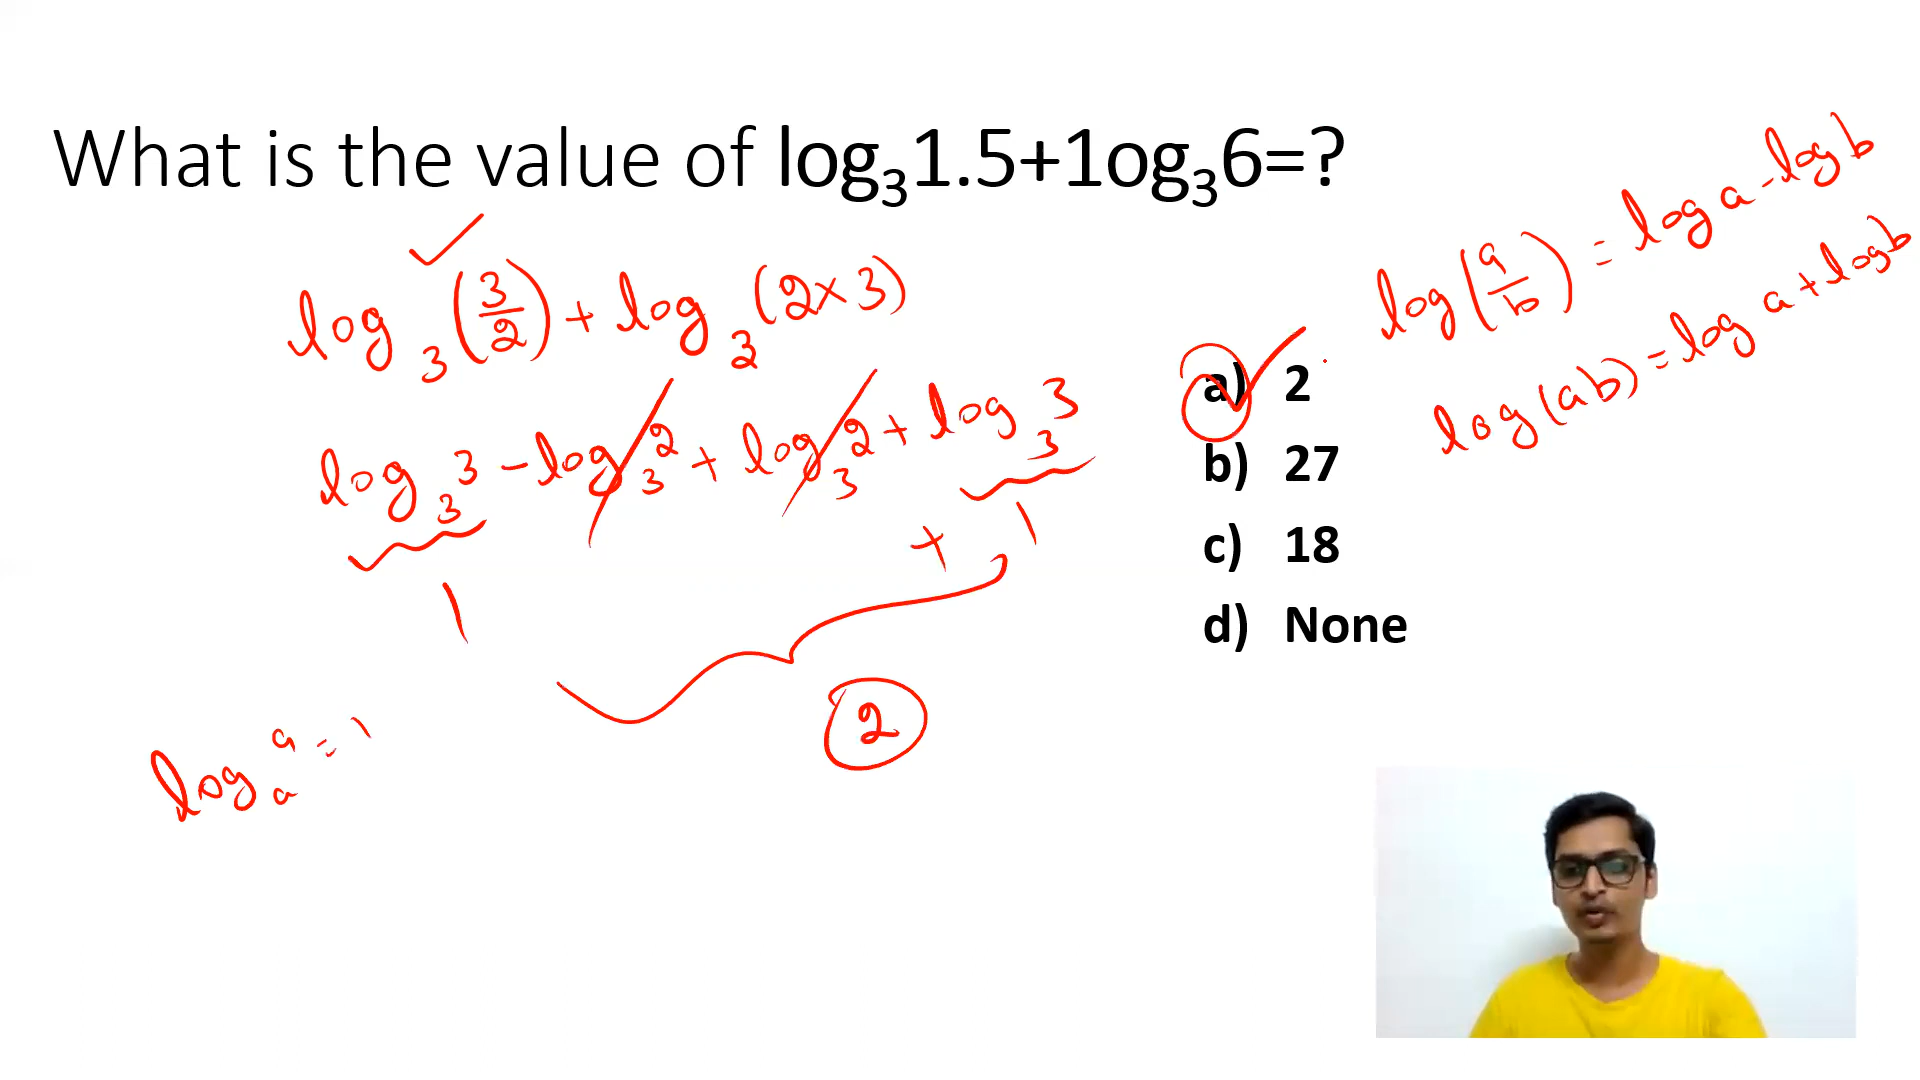 What is the value of log₃1.5+1og₃6=?
log₃(3/2) + log₃(2×3)
log₃3 - log₃2 + log₃2 + log₃3
1 + 1
2
logₐa = 1
log(a/b) = log a - log b
log(ab) = log a + log b
a) 2
b) 27
c) 18
d) None